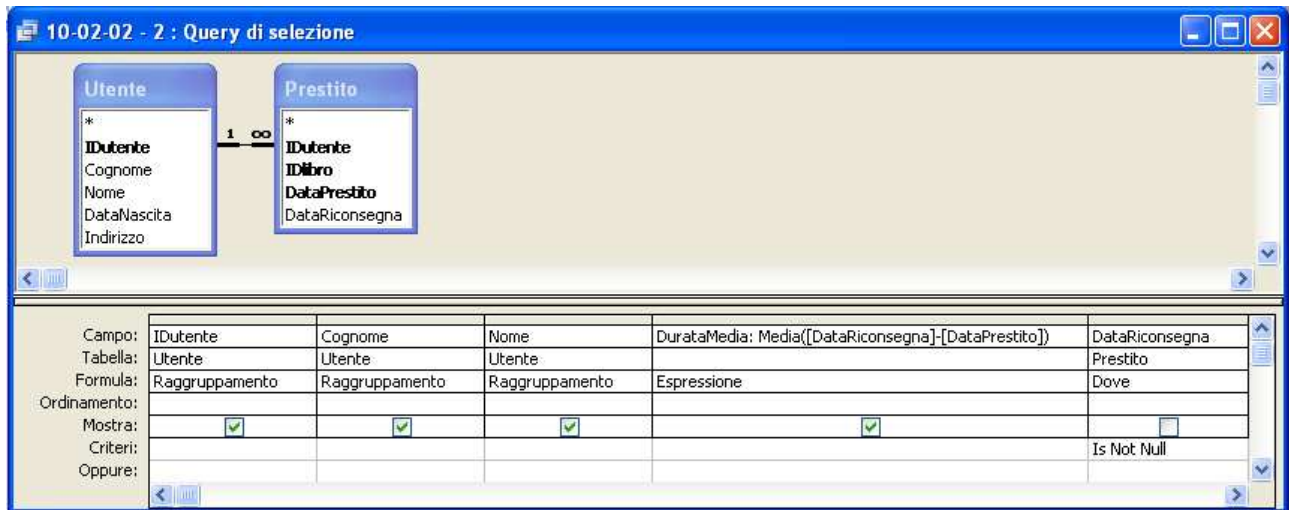 10-02-02 - 2 : Query di selezione
Utente
*
IDutente
Cognome
Nome
DataNascita
Indirizzo
1 ∞
Prestito
*
IDutente
IDlibro
DataPrestito
DataRiconsegna
Campo: IDutente Cognome Nome DurataMedia: Media([DataRiconsegna]-[DataPrestito]) DataRiconsegna
Tabella: Utente Utente Utente Prestito
Formula: Raggruppamento Raggruppamento Raggruppamento Espressione Dove
Ordinamento:
Mostra:
Criteri: Is Not Null
Oppure: